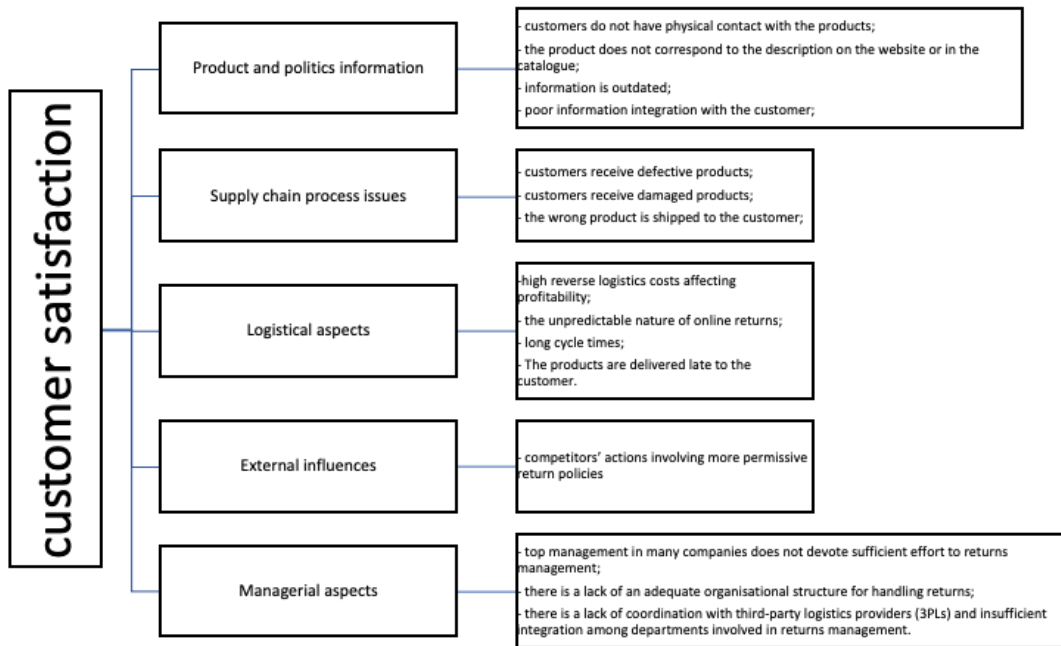 customer satisfaction
Product and politics information
- customers do not have physical contact with the products;
- the product does not correspond to the description on the website or in the
catalogue;
- information is outdated;
- poor information integration with the customer;
Supply chain process issues
- customers receive defective products;
- customers receive damaged products;
- the wrong product is shipped to the customer;
Logistical aspects
-high reverse logistics costs affecting
profitability;
- the unpredictable nature of online returns;
- long cycle times;
- The products are delivered late to the
customer.
External influences
- competitors' actions involving more permissive
return policies
Managerial aspects
- top management in many companies does not devote sufficient effort to returns
management;
- there is a lack of an adequate organisational structure for handling returns;
- there is a lack of coordination with third-party logistics providers (3PLs) and insufficient
integration among departments involved in returns management.